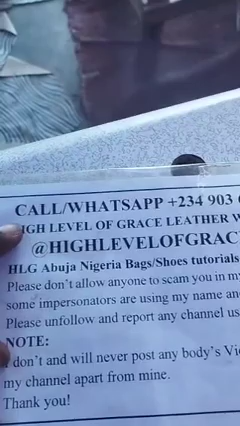 CALL/WHATSAPP +234 903
IGH LEVEL OF GRACE LEATHER W
@HIGHLEVELOFGRAC
HLG Abuja Nigeria Bags/Shoes tutorials
Please don't allow anyone to scam you in m
some impersonators are using my name an
Please unfollow and report any channel us
NOTE:
don't and will never post any body's Vi
my channel apart from mine.
Thank you!